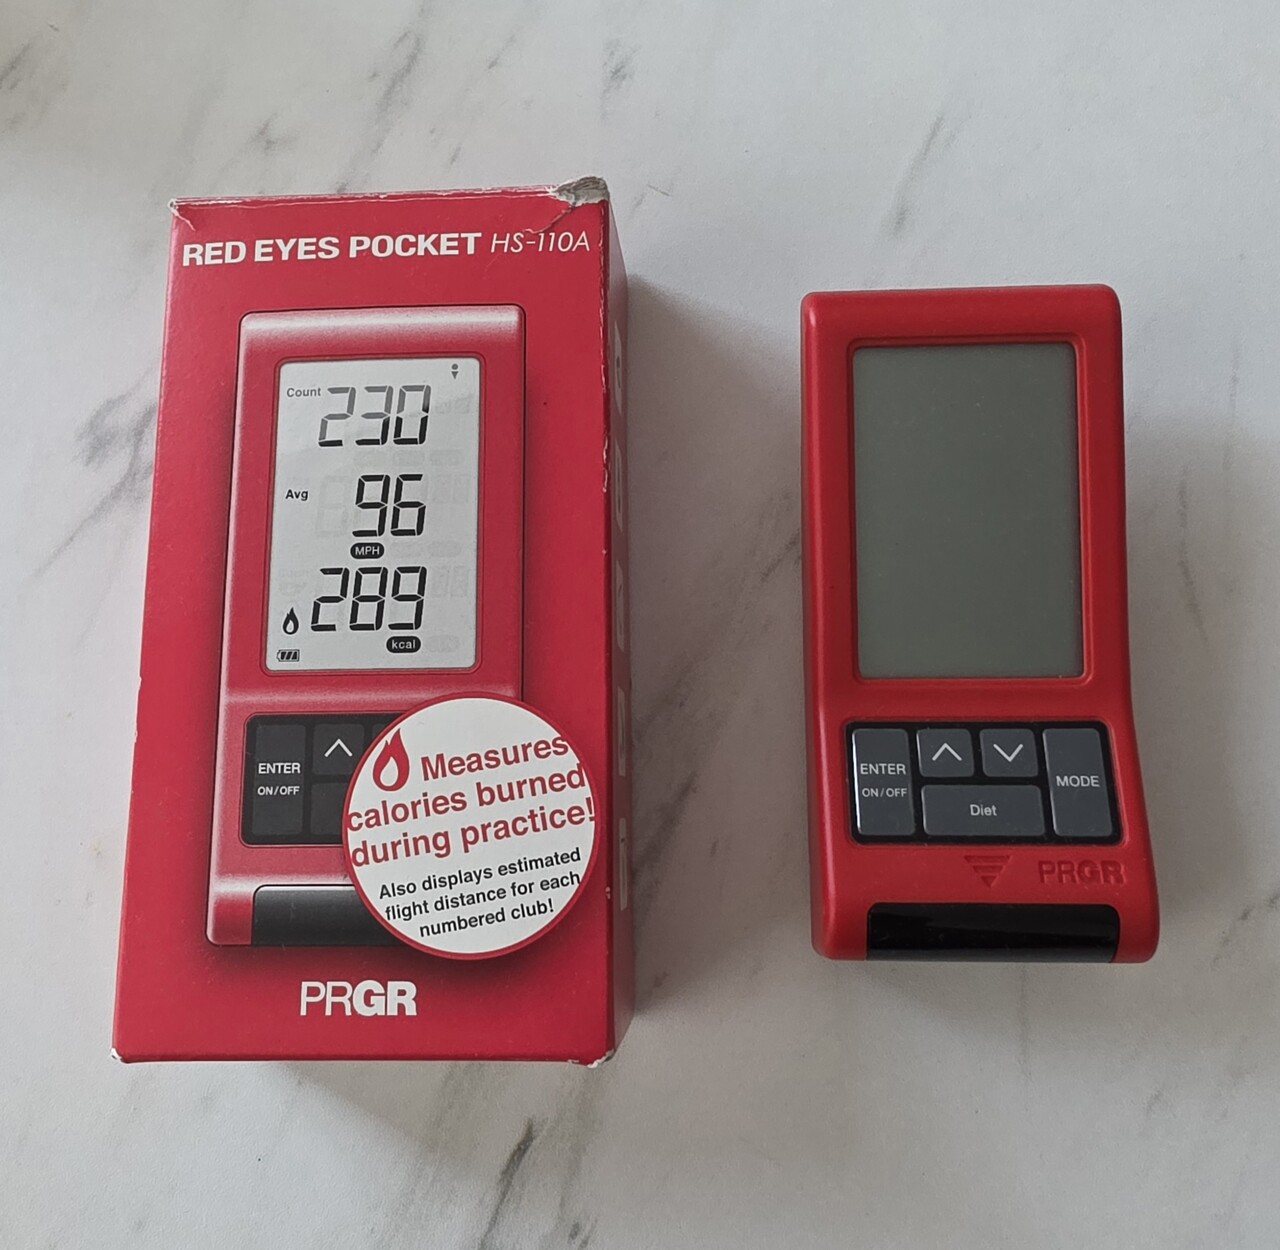 RED EYES POCKET HS-110A
Count 230
Avg 96
MPH
289
kcal
ENTER
ON/OFF
Measures
calories burned
during practice!
Also displays estimated
flight distance for each
numbered club!
PRGR
ENTER
ON/OFF
Diet
MODE
PRGR